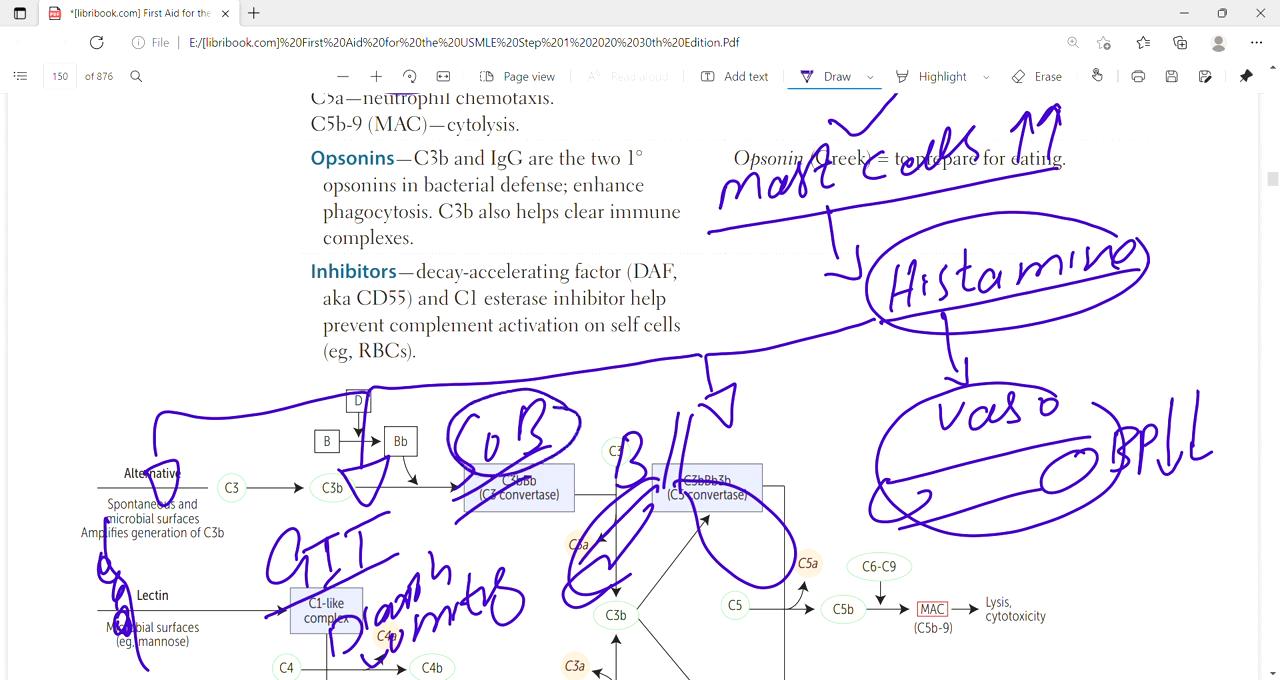 *[libribook.com] First Aid for the
File E:/[libribook.com]%20First%20Aid%20for%20the%20USMLE%20Step%201%202020%2030th%20Edition.Pdf
150 of 876 Page view Read aloud Add text Draw Highlight Erase
C5a—neutrophil chemotaxis.
C5b-9 (MAC)—cytolysis.
Opsonins—C3b and IgG are the two 1°
opsonins in bacterial defense; enhance
phagocytosis. C3b also helps clear immune
complexes.
Opsonin (Greek) = to prepare for eating.
mast cells
Inhibitors—decay-accelerating factor (DAF,
aka CD55) and C1 esterase inhibitor help
prevent complement activation on self cells
(eg, RBCs).
Histamine
vaso
BP
D
B
Bb
Alternative
Spontaneous and
microbial surfaces
Amplifies generation of C3b
C3
C3b
C3bBb
(C3 convertase)
SOB
B
C3
C3bBb3b
(C5 convertase)
C3a
GIT
Lectin
Microbial surfaces
(eg, mannose)
C1-like
complex
C4a
C4
C4b
C3b
C3a
C5
C5a
C5b
C6-C9
MAC
(C5b-9)
Lysis,
cytotoxicity